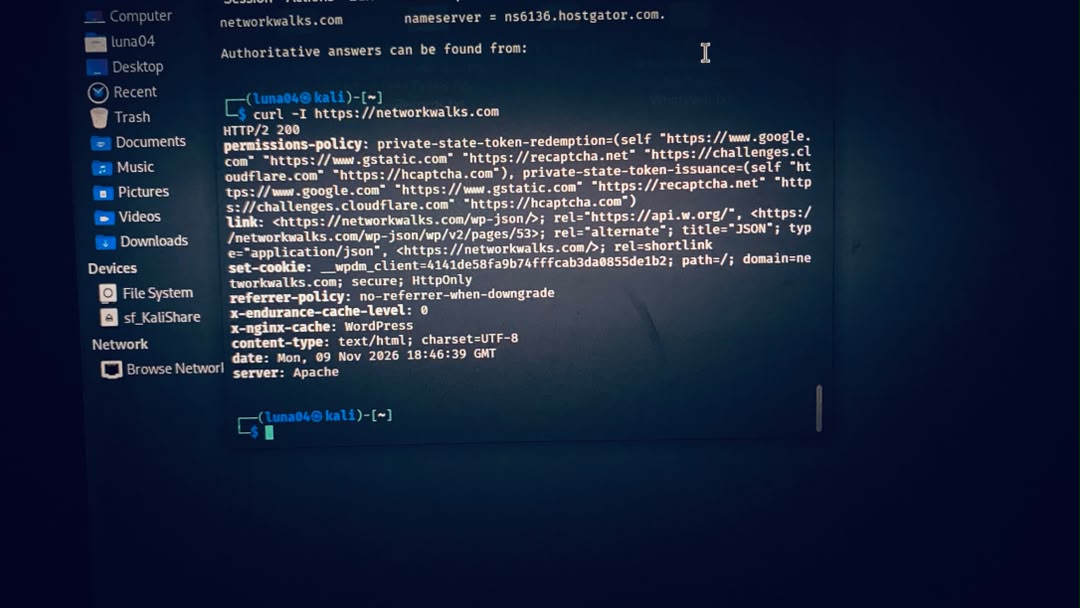 Computer
luna04
Desktop
Recent
Trash
Documents
Music
Pictures
Videos
Downloads
Devices
File System
sf_KaliShare
Network
Browse Networ
networkwalks.com        nameserver = ns6136.hostgator.com.
Authoritative answers can be found from:
┌──(luna04㉿kali)-[~]
└─$ curl -I https://networkwalks.com
HTTP/2 200
permissions-policy: private-state-token-redemption=(self "https://www.google.
com" "https://www.gstatic.com" "https://recaptcha.net" "https://challenges.cl
oudflare.com" "https://hcaptcha.com"), private-state-token-issuance=(self "ht
tps://www.google.com" "https://www.gstatic.com" "https://recaptcha.net" "http
s://challenges.cloudflare.com" "https://hcaptcha.com")
link: <https://networkwalks.com/wp-json/>; rel="https://api.w.org/", <https:/
/networkwalks.com/wp-json/wp/v2/pages/53>; rel="alternate"; title="JSON"; typ
e="application/json", <https://networkwalks.com/>; rel=shortlink
set-cookie: __wpdm_client=4141de58fa9b74fffcab3da0855de1b2; path=/; domain=ne
tworkwalks.com; secure; HttpOnly
referrer-policy: no-referrer-when-downgrade
x-endurance-cache-level: 0
x-nginx-cache: WordPress
content-type: text/html; charset=UTF-8
date: Mon, 09 Nov 2026 18:46:39 GMT
server: Apache
┌──(luna04㉿kali)-[~]
└─$